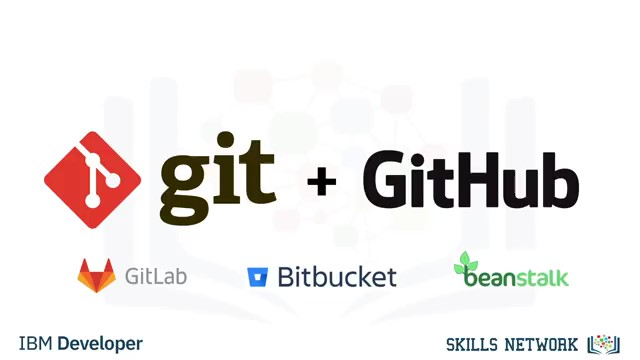 git + GitHub
GitLab Bitbucket beanstalk
IBM Developer SKILLS NETWORK